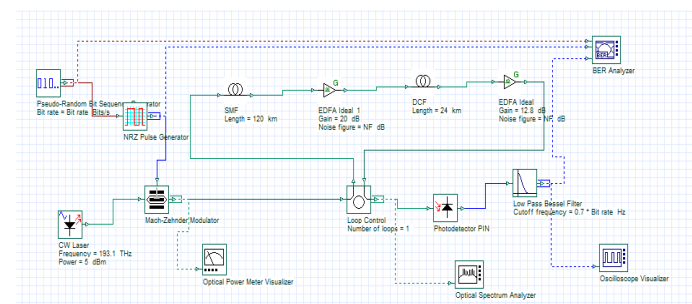 BER Analyzer
G
G
SMF
Length = 120 km
EDFA Ideal 1
Gain = 20 dB
Noise figure = NF dB
DCF
Length = 24 km
EDFA Ideal
Gain = 12.8 dB
Noise figure = NF dB
Pseudo-Random Bit Sequence Generator
Bit rate = Bit rate Bits/s
NRZ Pulse Generator
Mach-Zehnder Modulator
Loop Control
Number of loops = 1
Photodetector PIN
Low Pass Bessel Filter
Cutoff frequency = 0.7 * Bit rate Hz
CW Laser
Frequency = 193.1 THz
Power = 5 dBm
Optical Power Meter Visualizer
Optical Spectrum Analyzer
Oscilloscope Visualizer